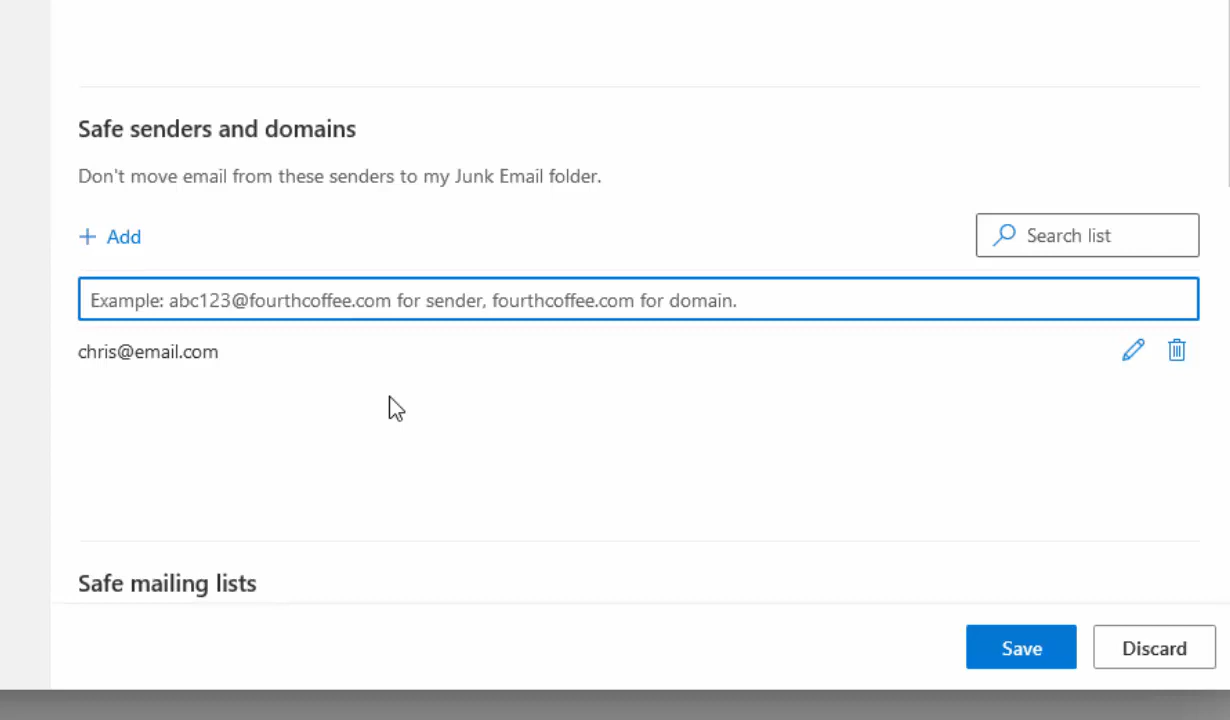 Safe senders and domains
Don't move email from these senders to my Junk Email folder.
Add
Search list
Example: abc123@fourthcoffee.com for sender, fourthcoffee.com for domain.
chris@email.com
Safe mailing lists
Save
Discard